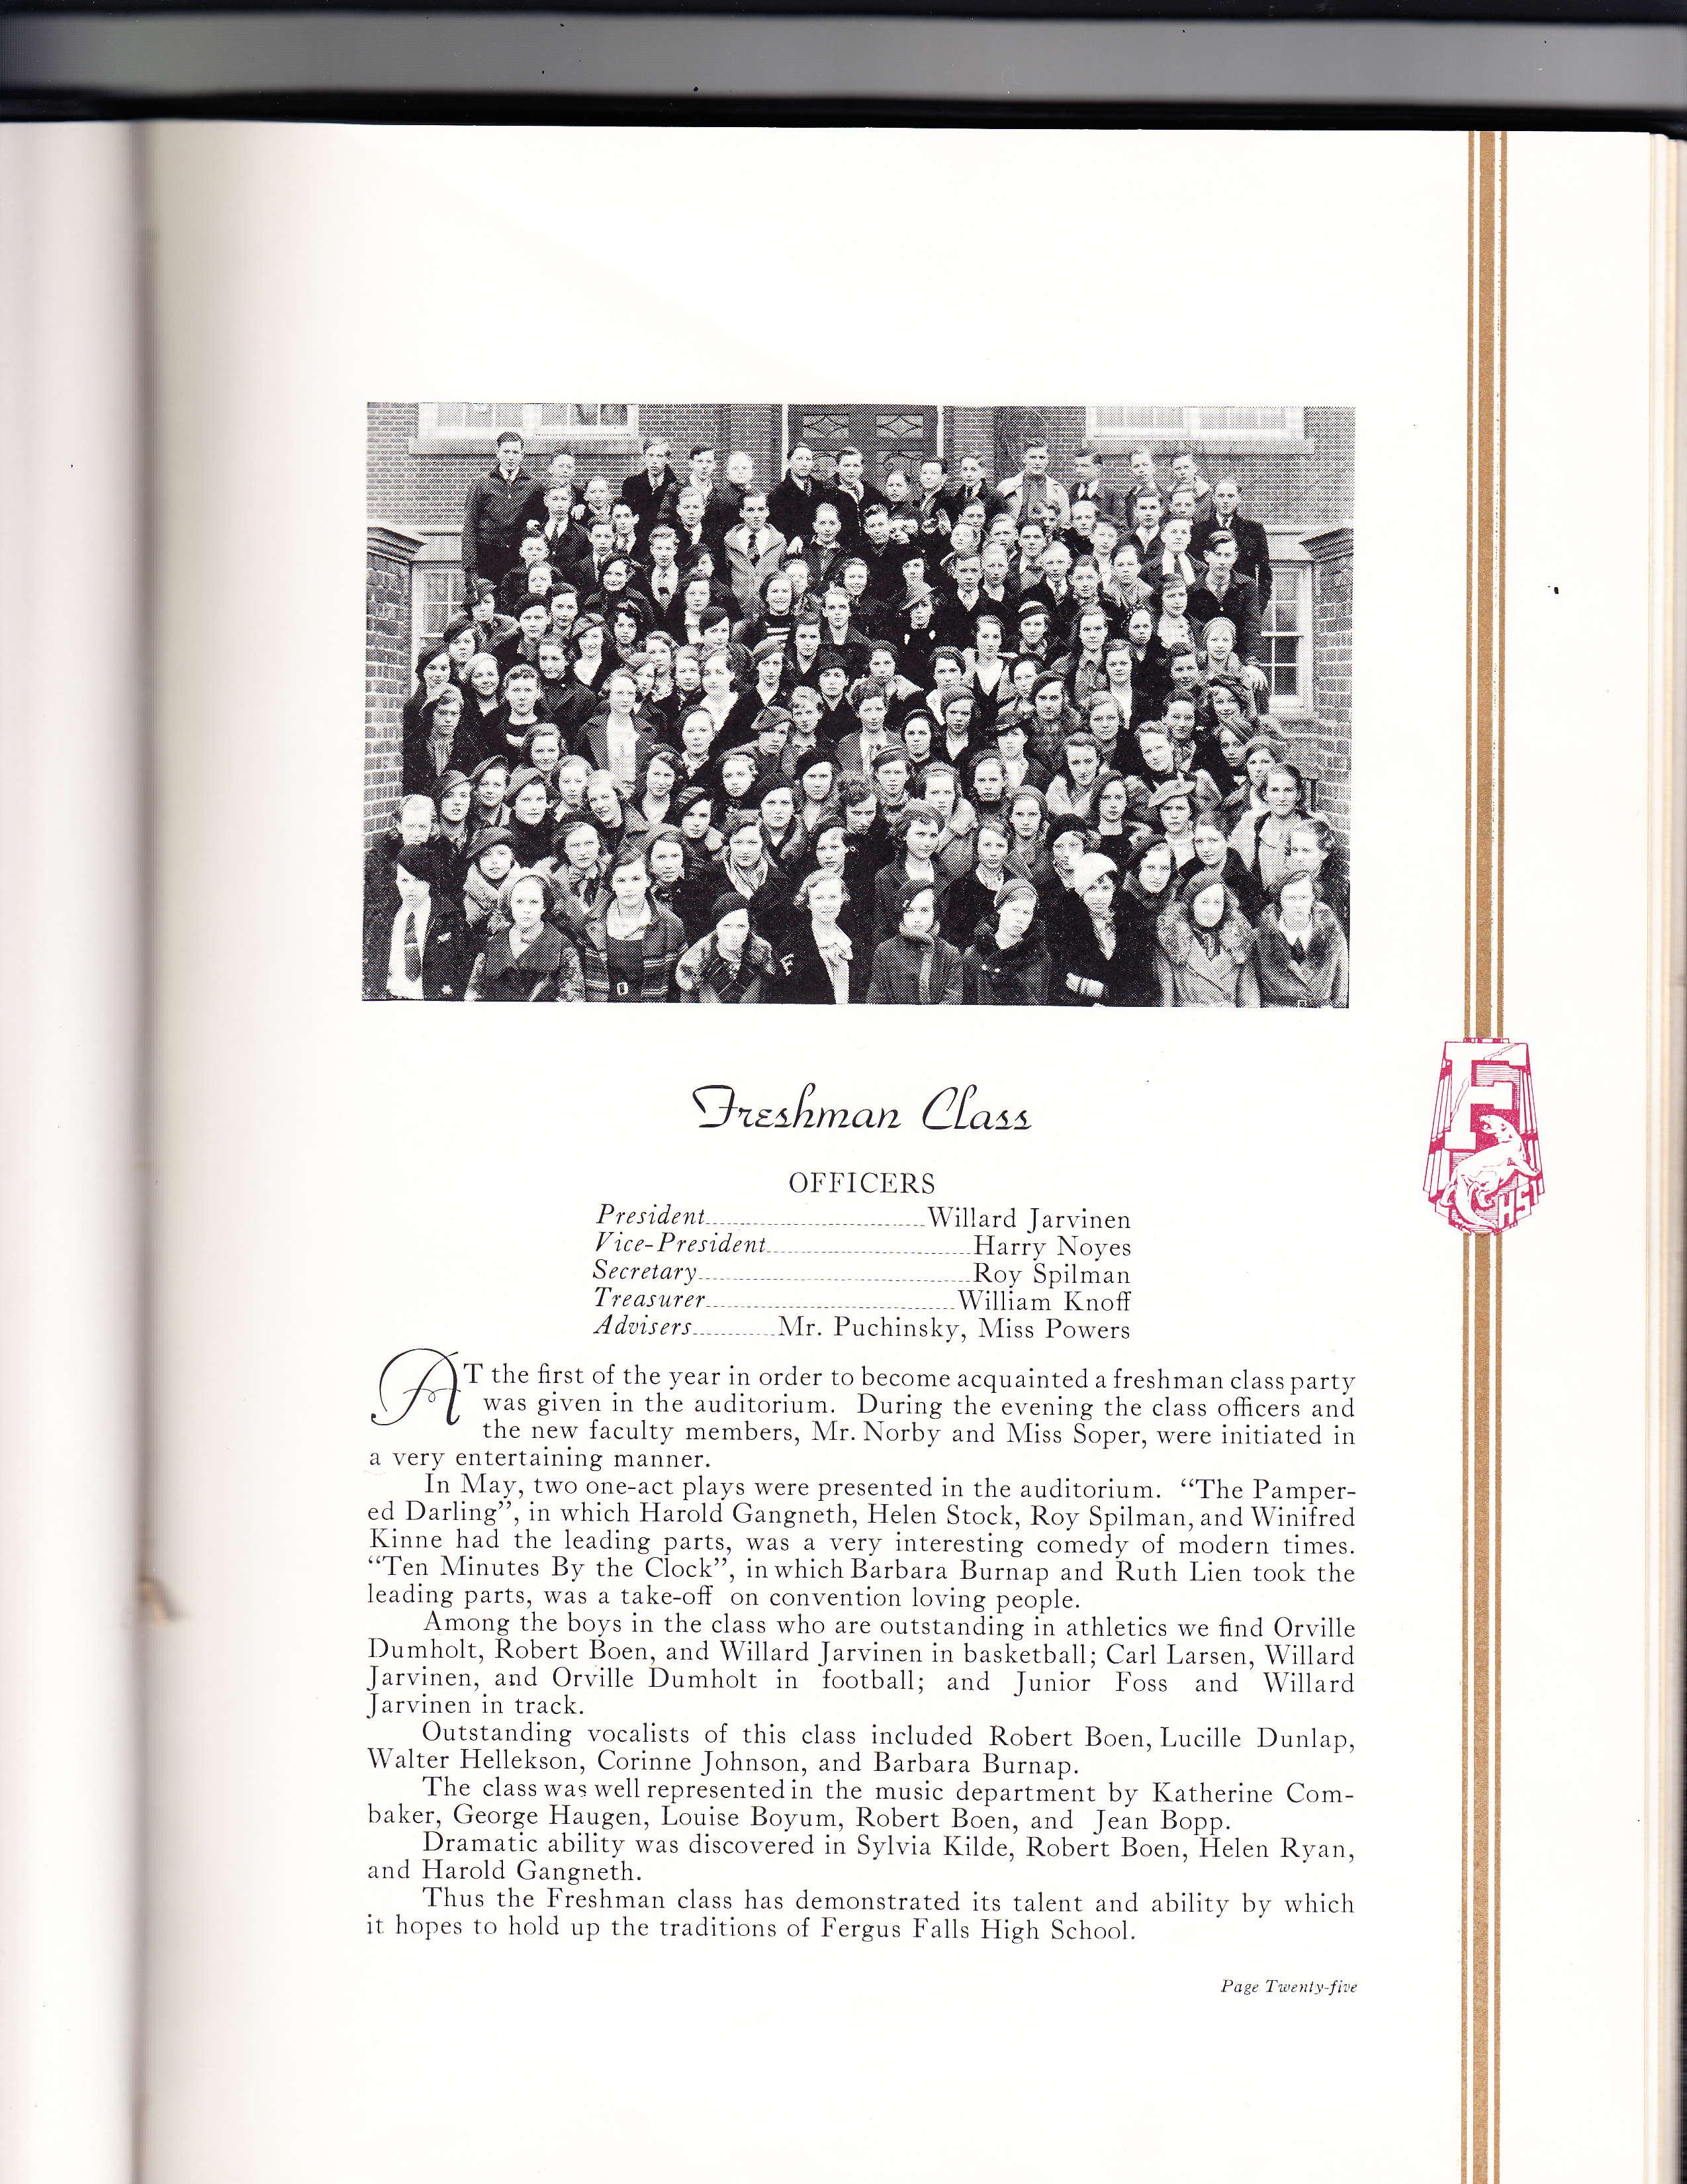 F
Freshman Class
OFFICERS
President Willard Jarvinen
Vice-President Harry Noyes
Secretary Roy Spilman
Treasurer William Knoff
Advisers Mr. Puchinsky, Miss Powers
AT the first of the year in order to become acquainted a freshman class party
was given in the auditorium. During the evening the class officers and
the new faculty members, Mr. Norby and Miss Soper, were initiated in
a very entertaining manner.
In May, two one-act plays were presented in the auditorium. “The Pamper-
ed Darling”, in which Harold Gangneth, Helen Stock, Roy Spilman, and Winifred
Kinne had the leading parts, was a very interesting comedy of modern times.
“Ten Minutes By the Clock”, in which Barbara Burnap and Ruth Lien took the
leading parts, was a take-off on convention loving people.
Among the boys in the class who are outstanding in athletics we find Orville
Dumholt, Robert Boen, and Willard Jarvinen in basketball; Carl Larsen, Willard
Jarvinen, and Orville Dumholt in football; and Junior Foss and Willard
Jarvinen in track.
Outstanding vocalists of this class included Robert Boen, Lucille Dunlap,
Walter Hellekson, Corinne Johnson, and Barbara Burnap.
The class was well represented in the music department by Katherine Com-
baker, George Haugen, Louise Boyum, Robert Boen, and Jean Bopp.
Dramatic ability was discovered in Sylvia Kilde, Robert Boen, Helen Ryan,
and Harold Gangneth.
Thus the Freshman class has demonstrated its talent and ability by which
it hopes to hold up the traditions of Fergus Falls High School.
Page Twenty-five
F
HS